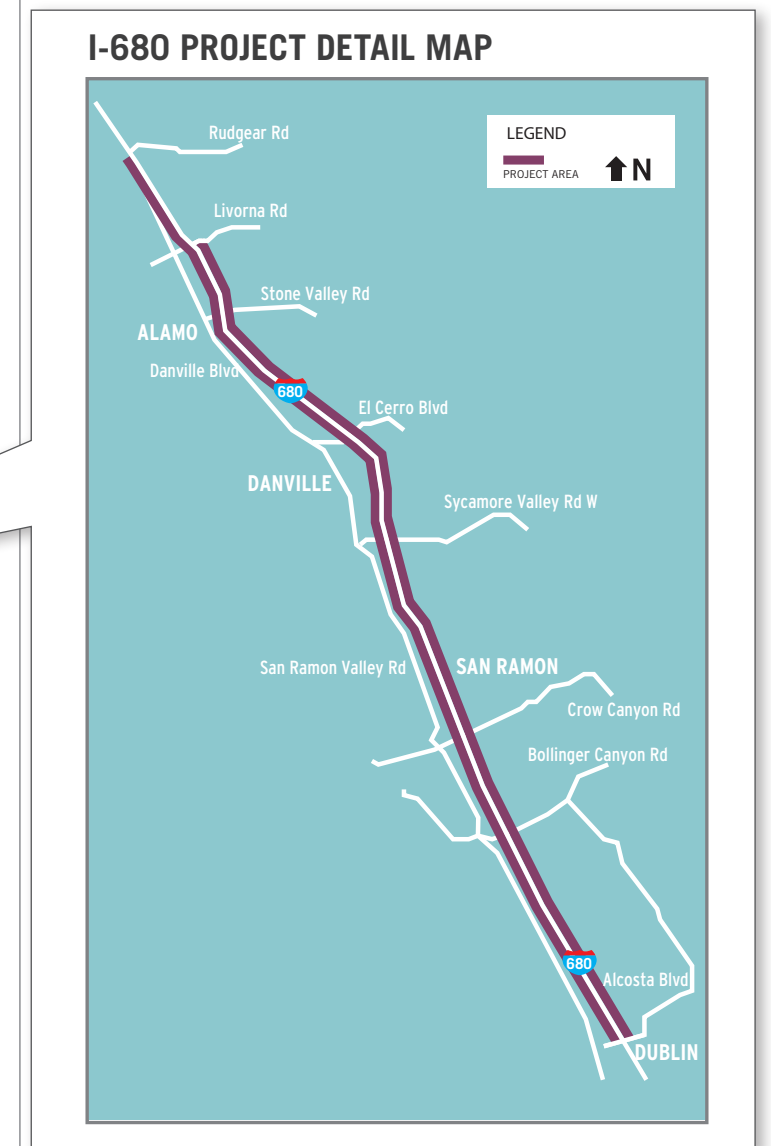 I-680 PROJECT DETAIL MAP
LEGEND
PROJECT AREA
N
Rudgear Rd
Livorna Rd
Stone Valley Rd
ALAMO
Danville Blvd
680
El Cerro Blvd
DANVILLE
Sycamore Valley Rd W
San Ramon Valley Rd
SAN RAMON
Crow Canyon Rd
Bollinger Canyon Rd
680
Alcosta Blvd
DUBLIN